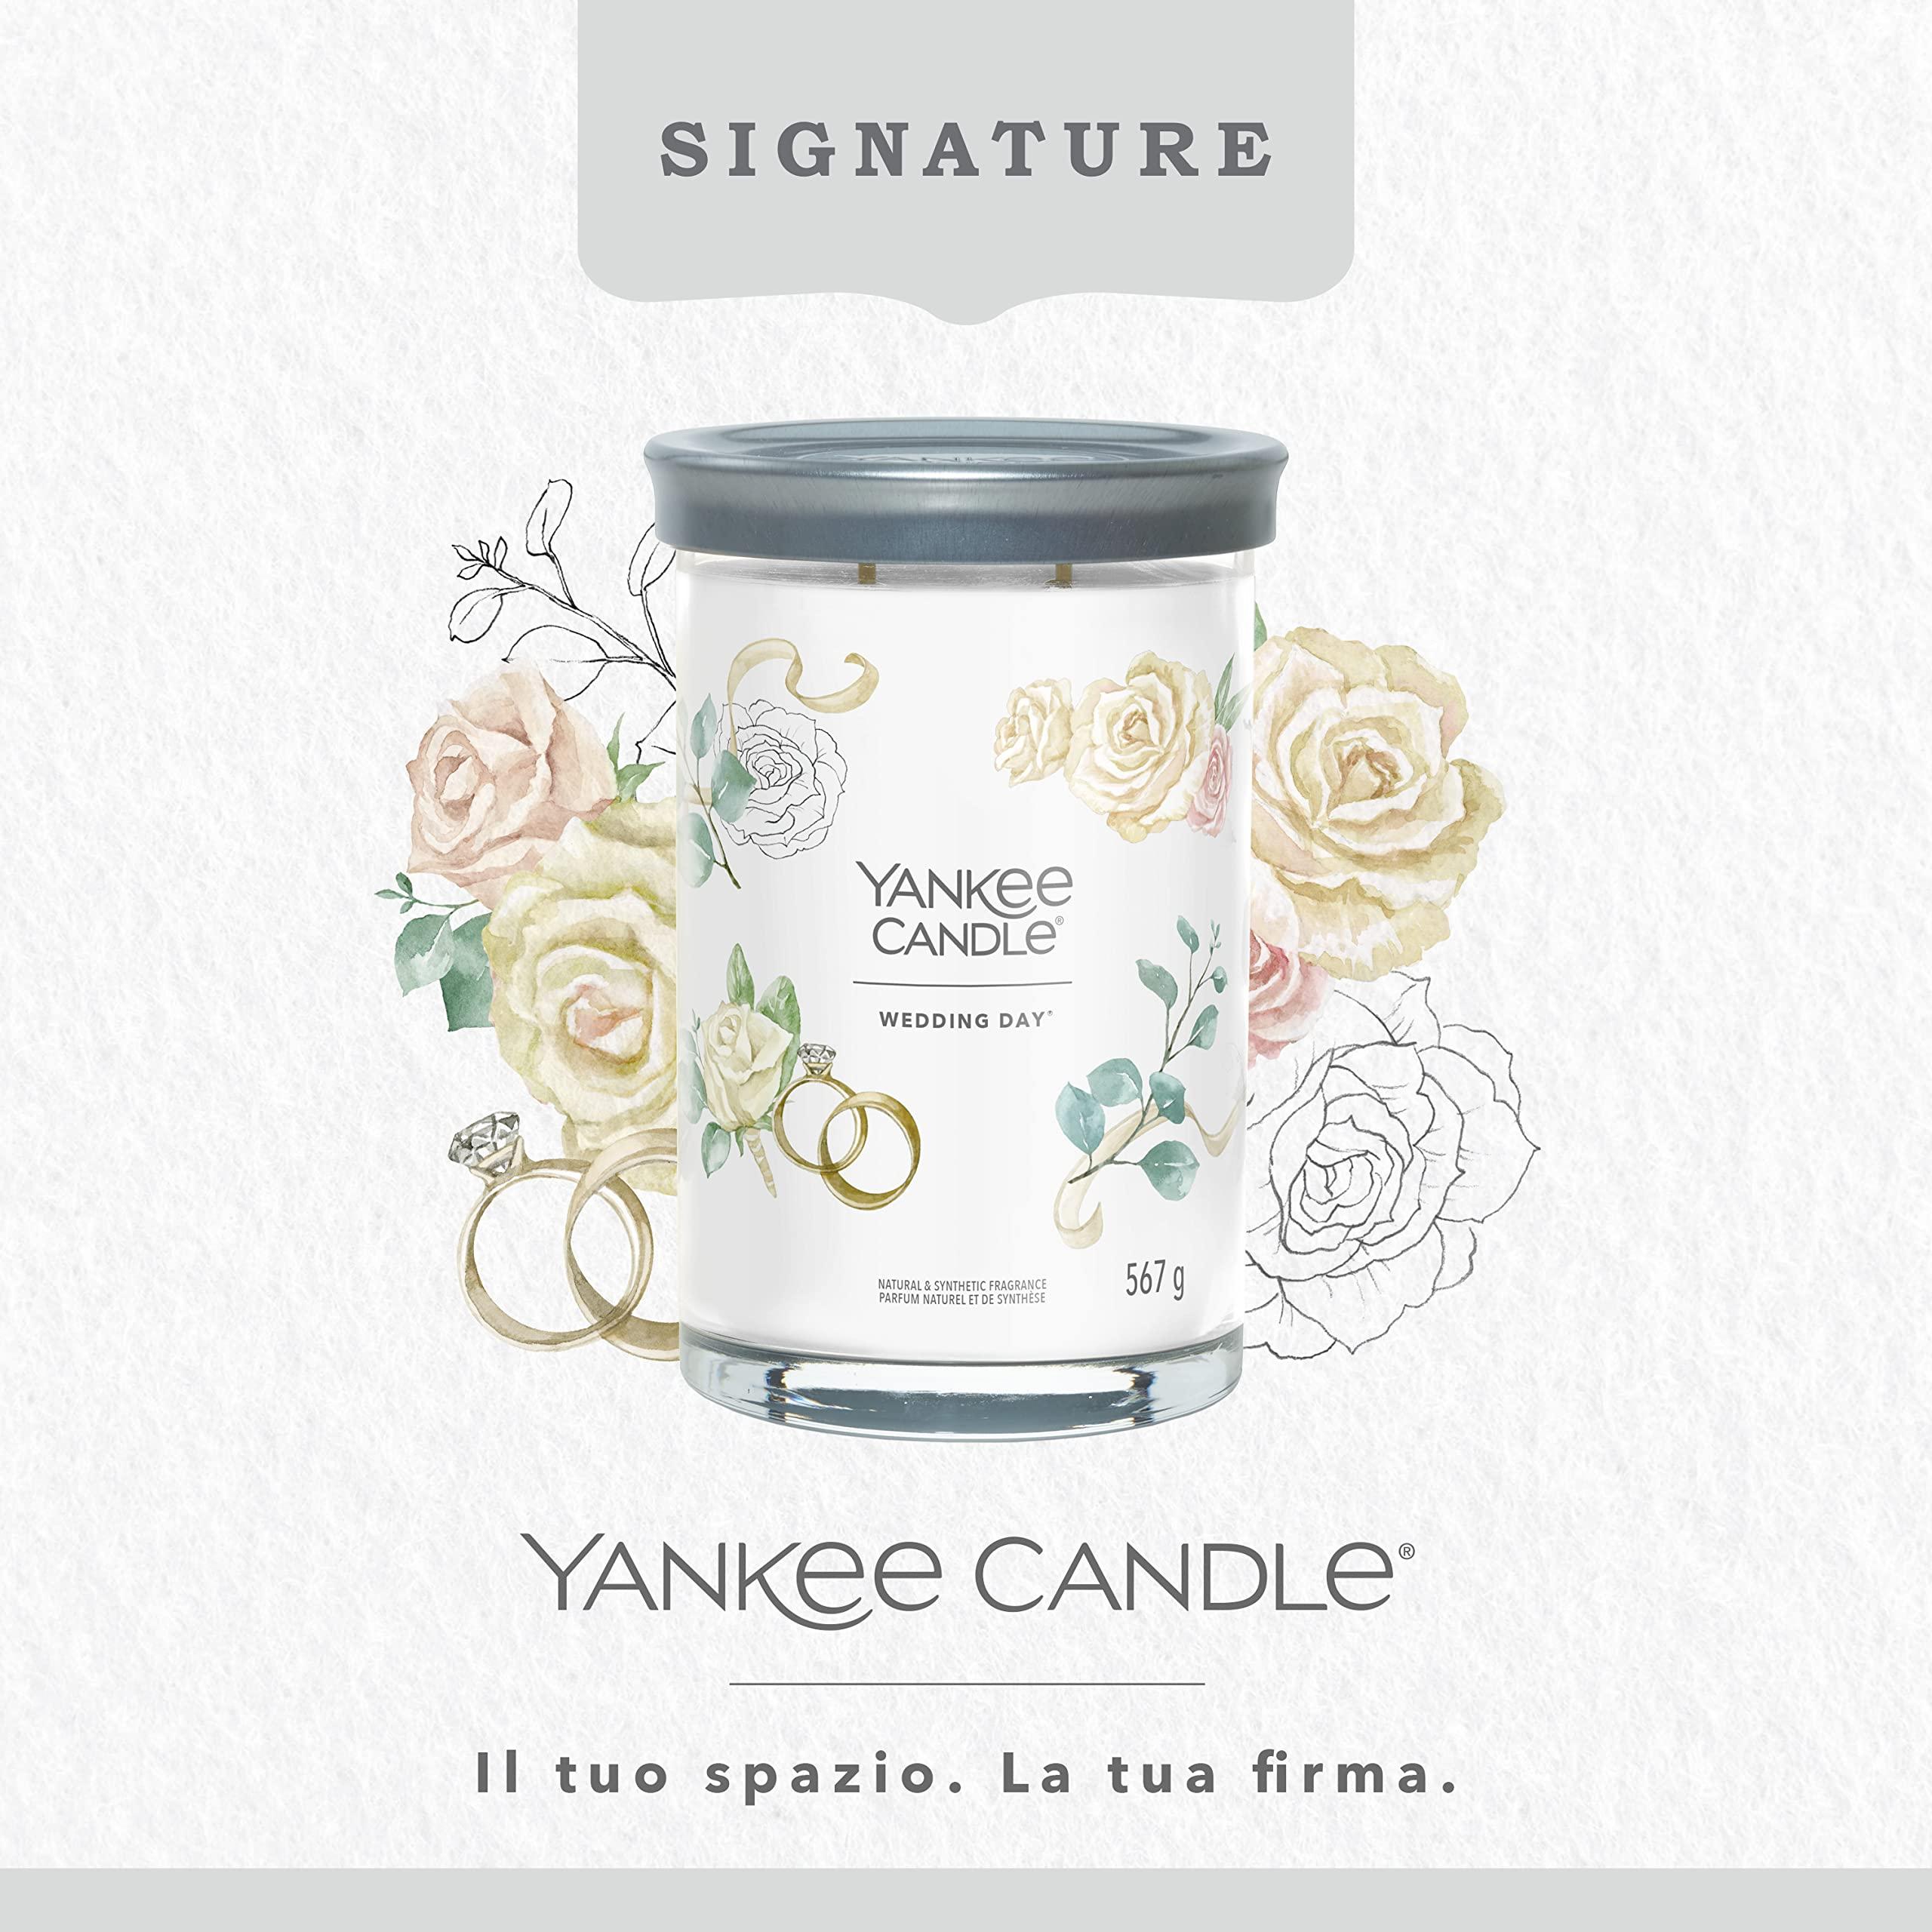 SIGNATURE
YANKee
CANDLe®
WEDDING DAY®
NATURAL & SYNTHETIC FRAGRANCE
PARFUM NATUREL ET DE SYNTHÈSE
567 g
YANKee CANDLe®
Il tuo spazio. La tua firma.